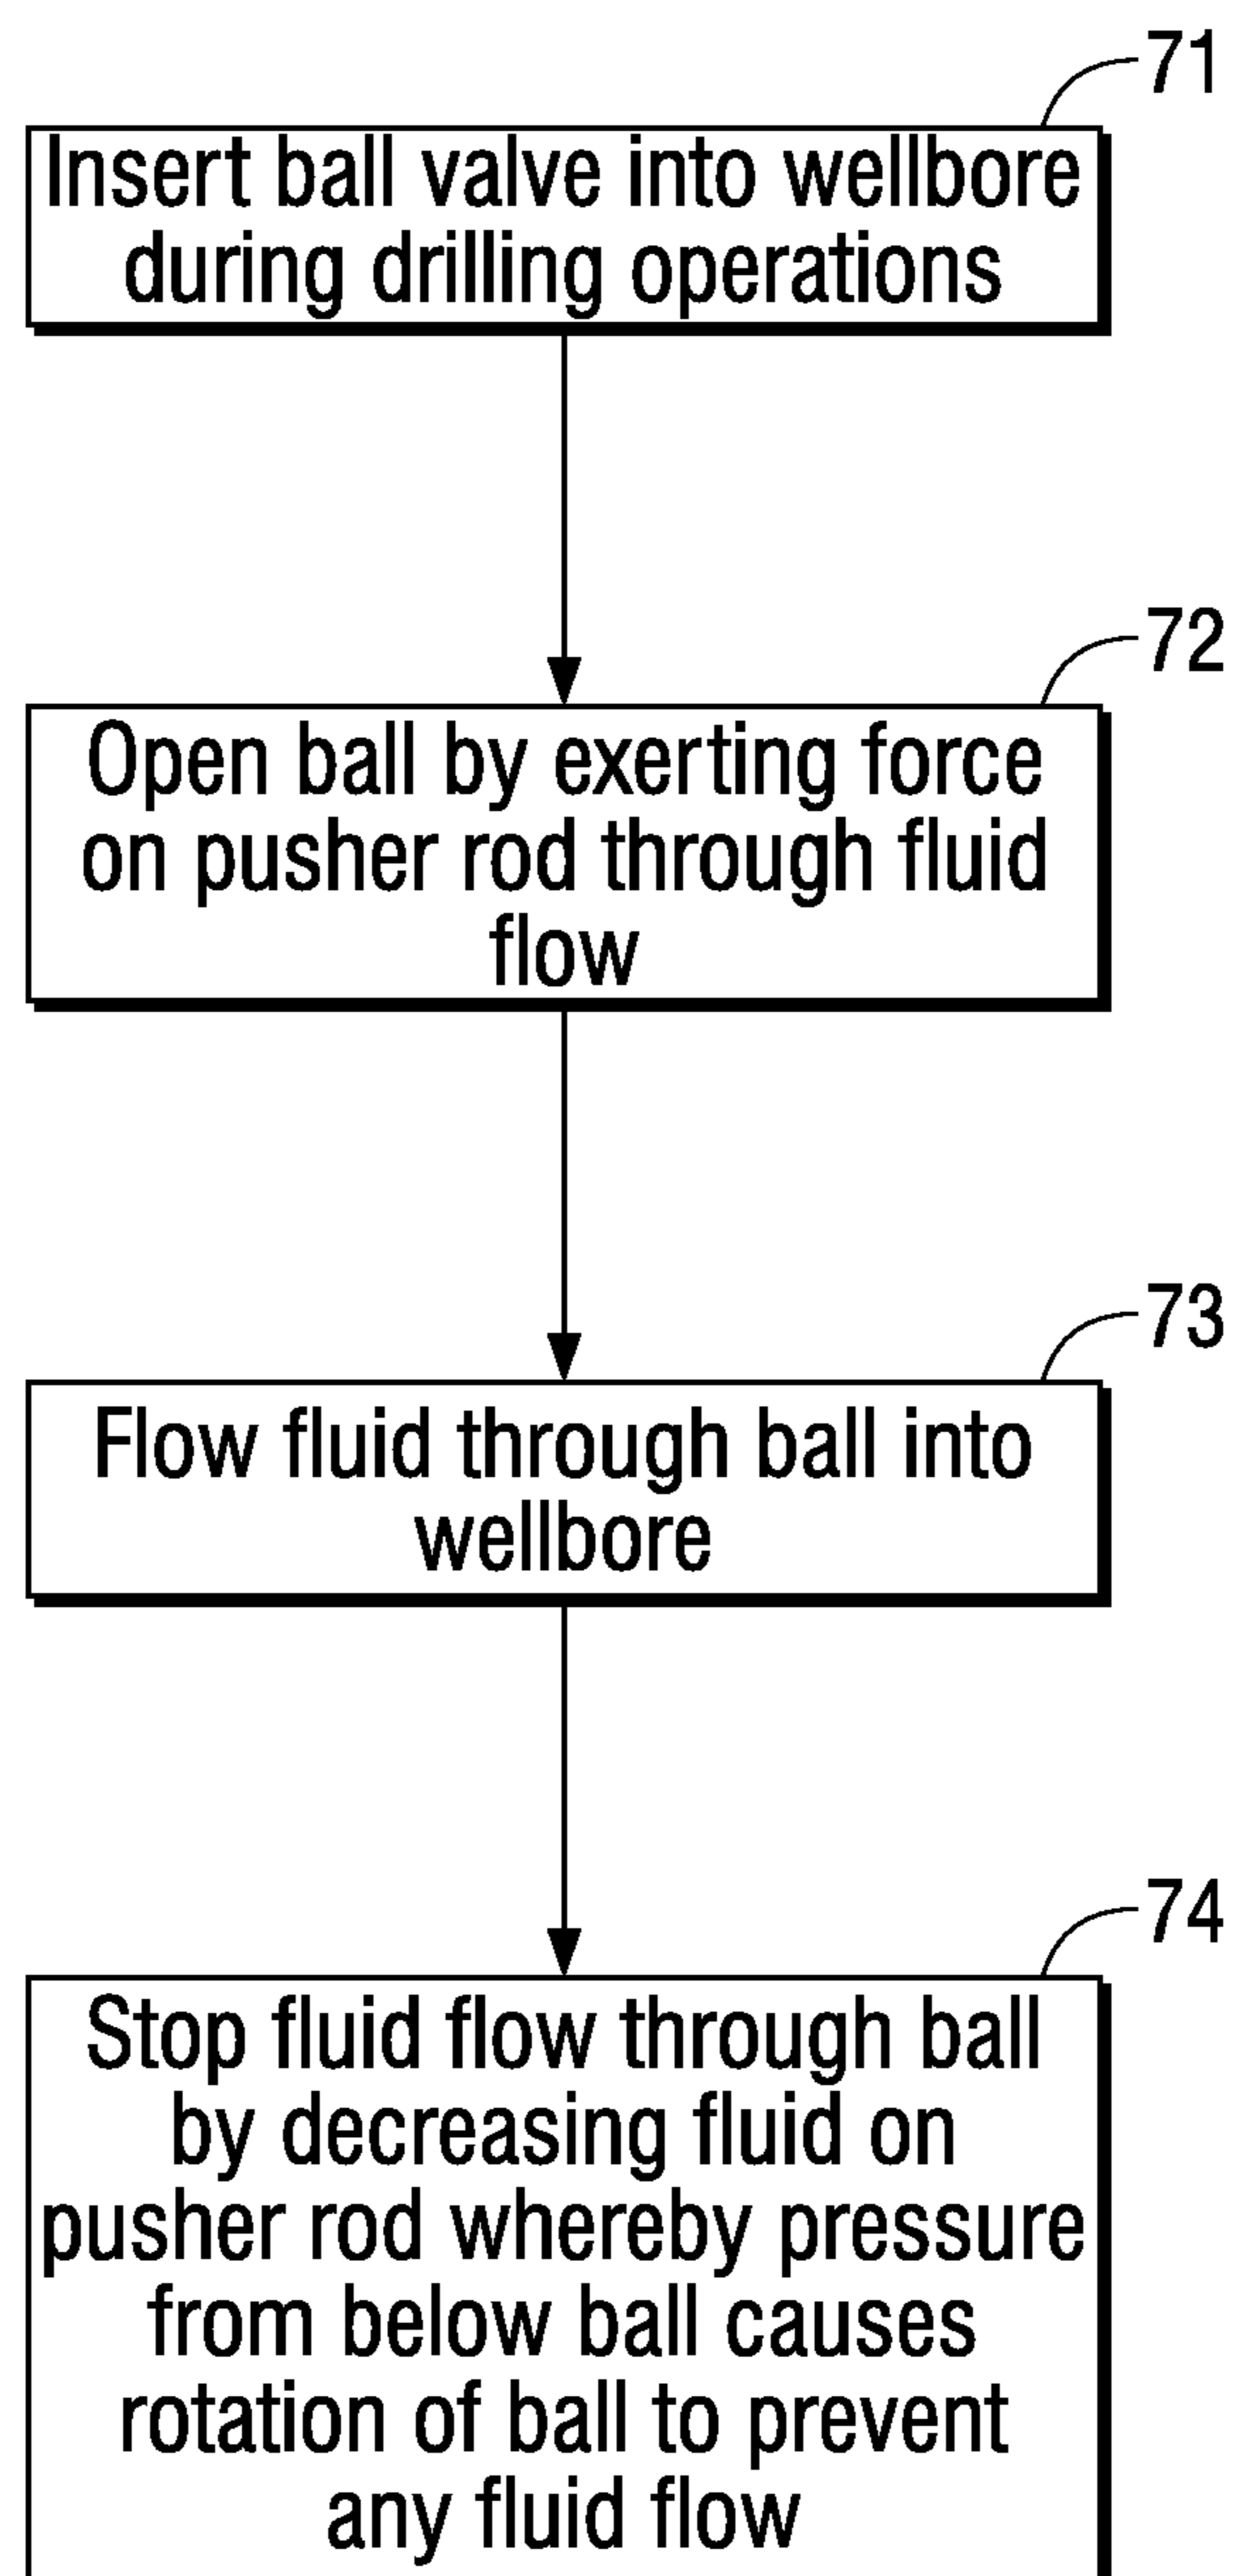 71
Insert ball valve into wellbore
during drilling operations
72
Open ball by exerting force
on pusher rod through fluid
flow
73
Flow fluid through ball into
wellbore
74
Stop fluid flow through ball
by decreasing fluid on
pusher rod whereby pressure
from below ball causes
rotation of ball to prevent
any fluid flow